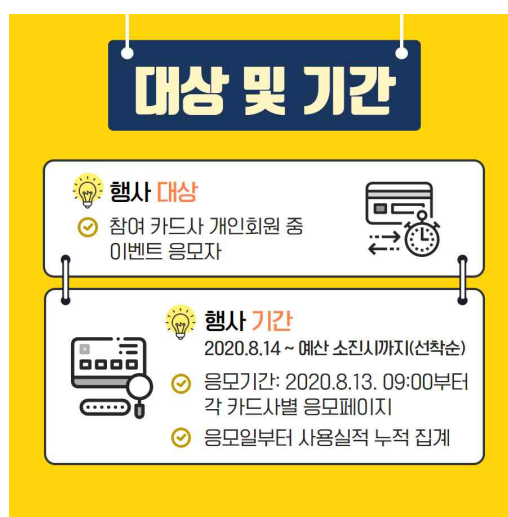 대상 및 기간
행사 대상
참여 카드사 개인회원 중
이벤트 응모자
행사 기간
2020.8.14 ~ 예산 소진시까지(선착순)
응모기간: 2020.8.13. 09:00부터
각 카드사별 응모페이지
응모일부터 사용실적 누적 집계